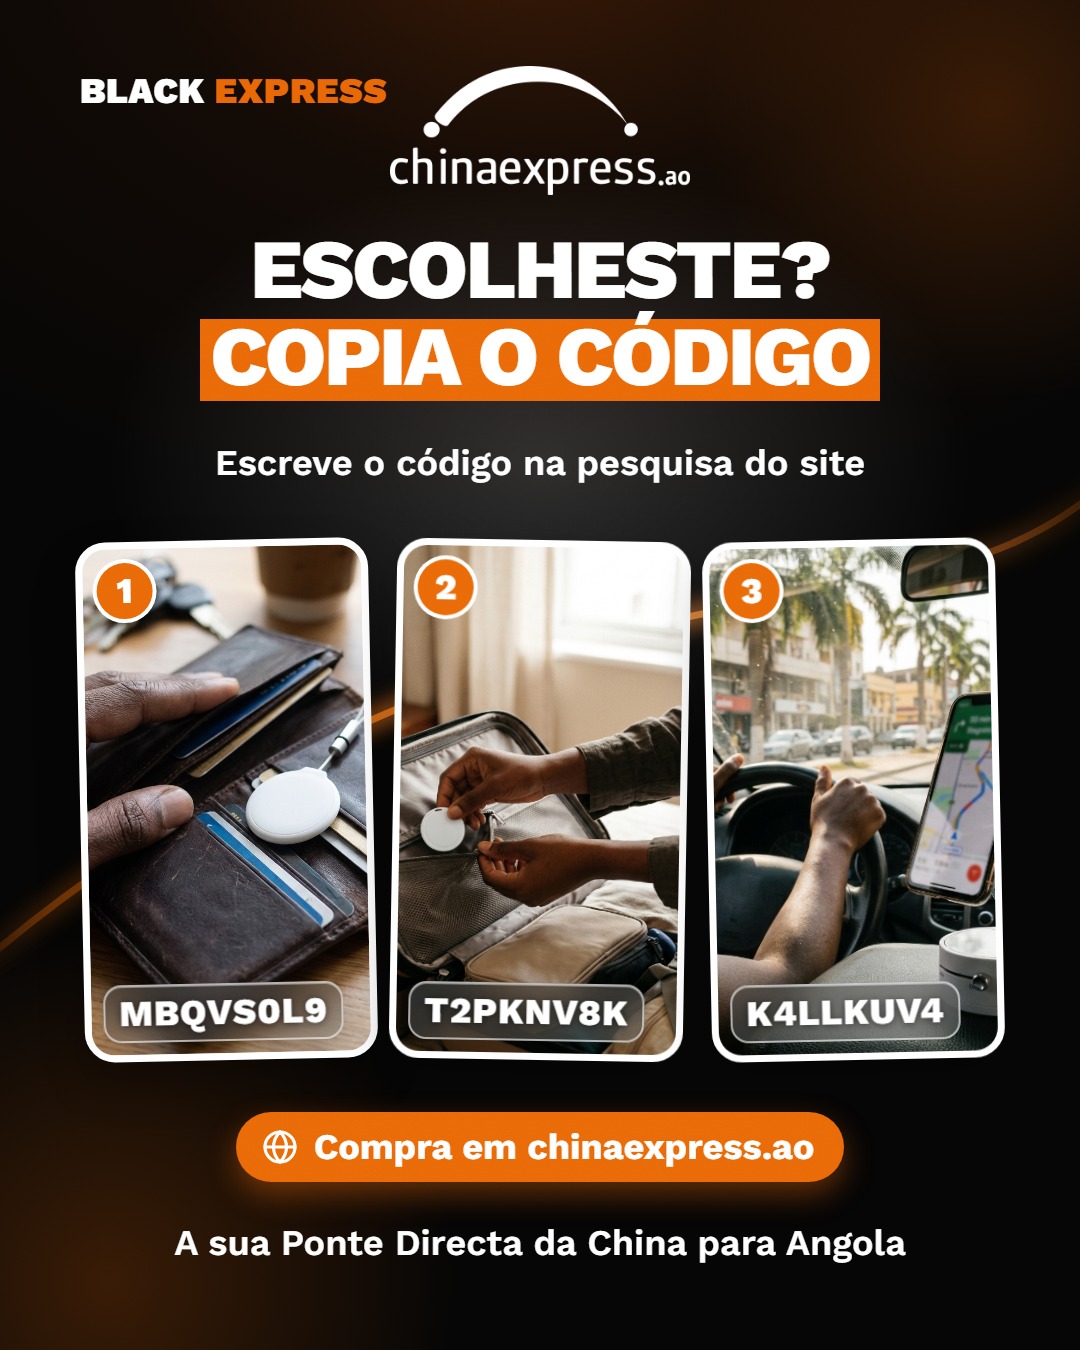 BLACK EXPRESS
chinaexpress.ao
ESCOLHESTE?
COPIA O CÓDIGO
Escreve o código na pesquisa do site
1
2
3
MBQVS0L9
T2PKNV8K
K4LLKUV4
Compra em chinaexpress.ao
A sua Ponte Directa da China para Angola